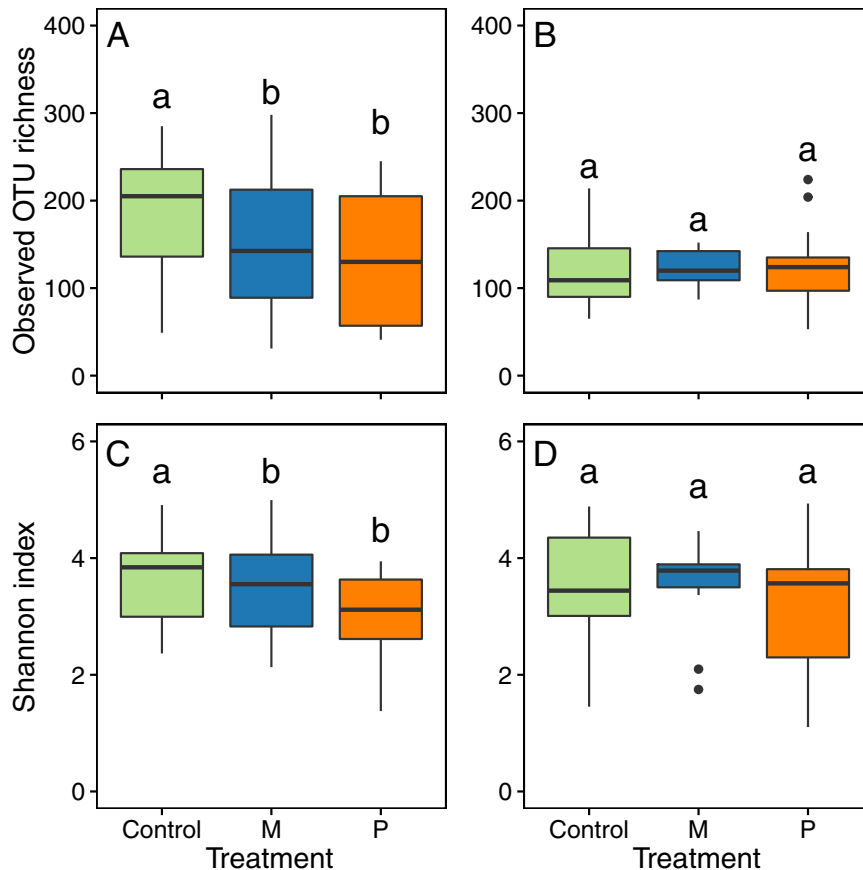 A
B
Observed OTU richness
400
300
200
100
0
a
b
b
400
300
200
100
0
a
a
a
C
D
Shannon index
6
4
2
0
a
b
b
6
4
2
0
a
a
a
Control M P
Treatment
Control M P
Treatment